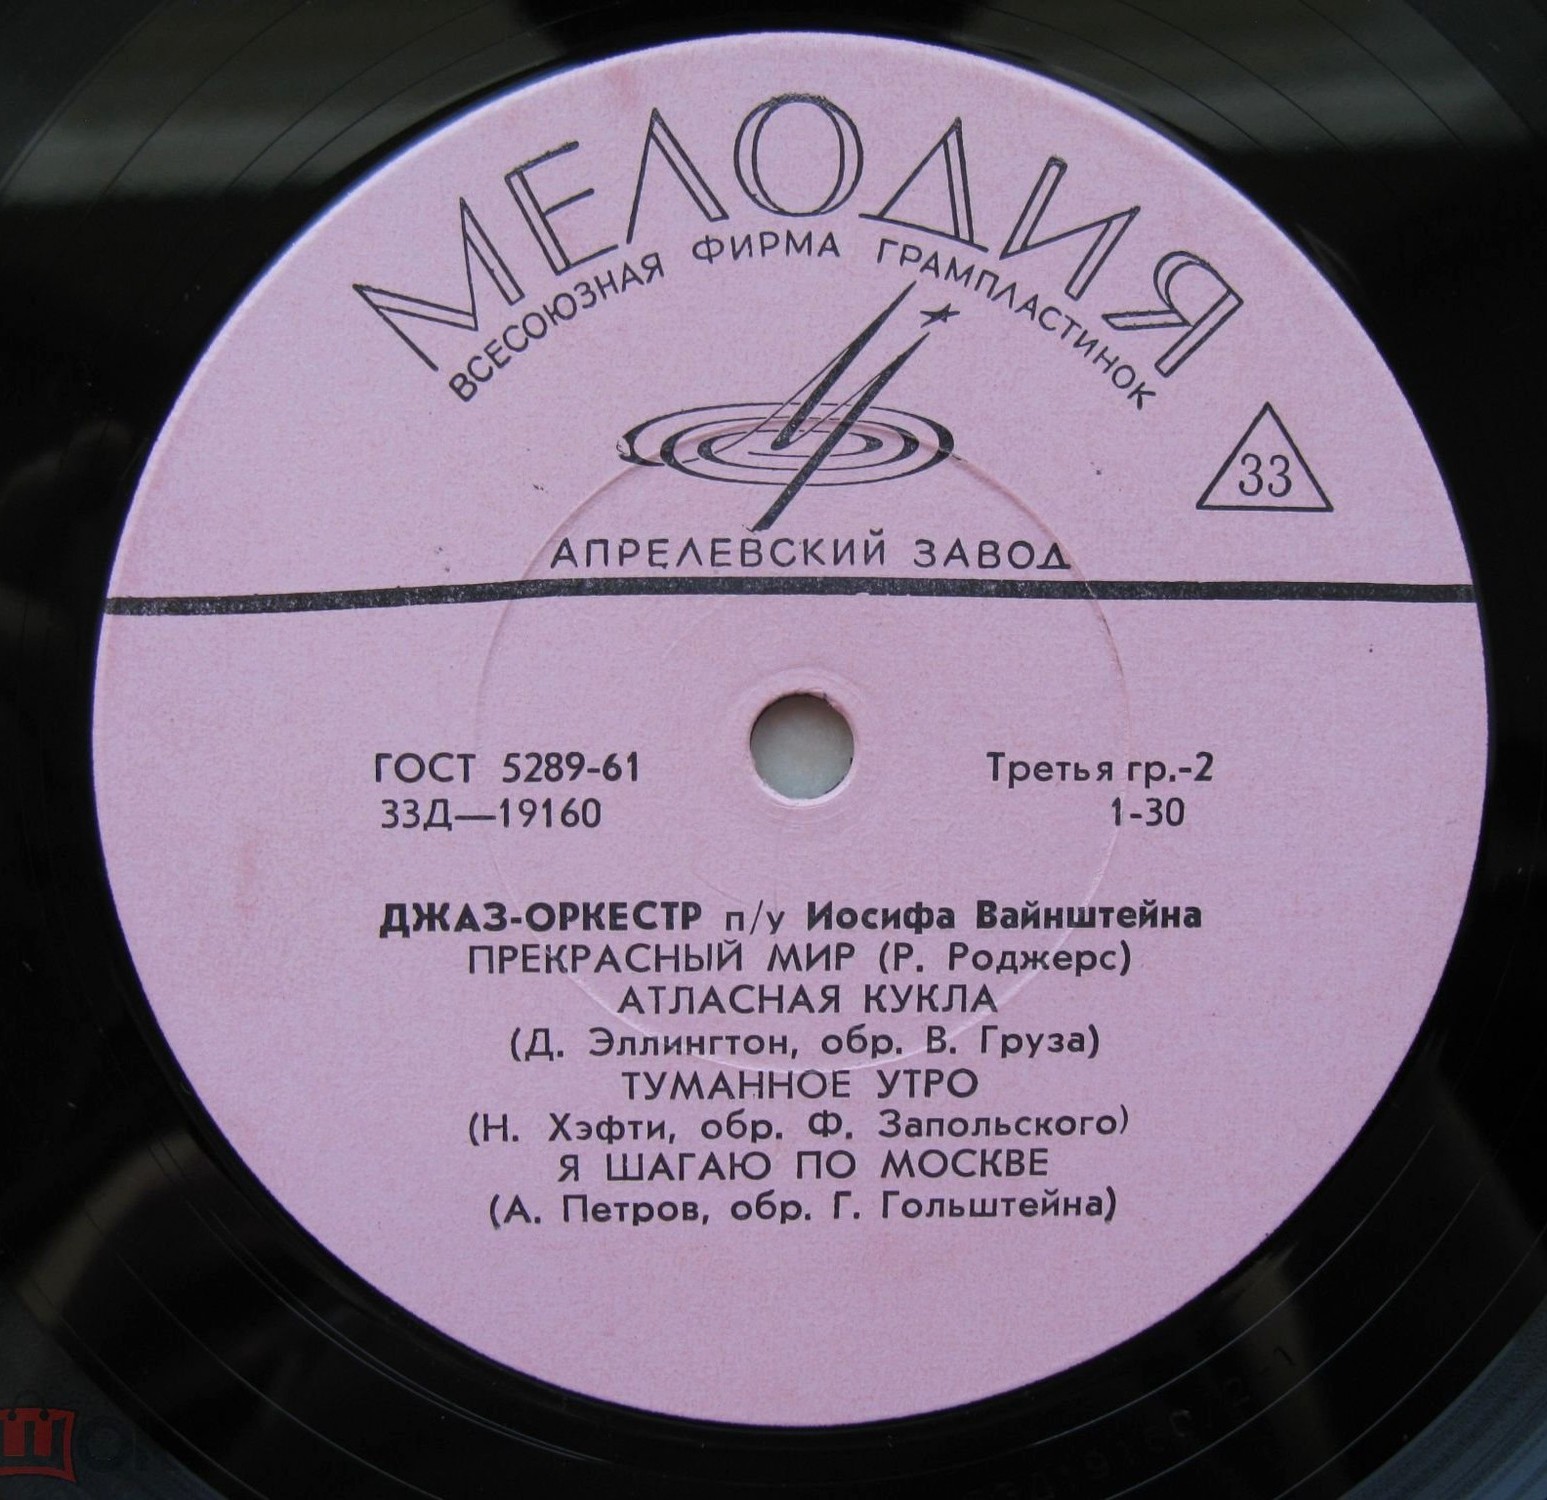 МЕЛОДИЯ
ВСЕСОЮЗНАЯ ФИРМА ГРАМПЛАСТИНОК
33
АПРЕЛЕВСКИЙ ЗАВОД
ГОСТ 5289-61
Третья гр.-2
33Д—19160
1-30
ДЖАЗ-ОРКЕСТР п/у Иосифа Вайнштейна
ПРЕКРАСНЫЙ МИР (Р. Роджерс)
АТЛАСНАЯ КУКЛА
(Д. Эллингтон, обр. В. Груза)
ТУМАННОЕ УТРО
(Н. Хэфти, обр. Ф. Запольского)
Я ШАГАЮ ПО МОСКВЕ
(А. Петров, обр. Г. Гольштейна)